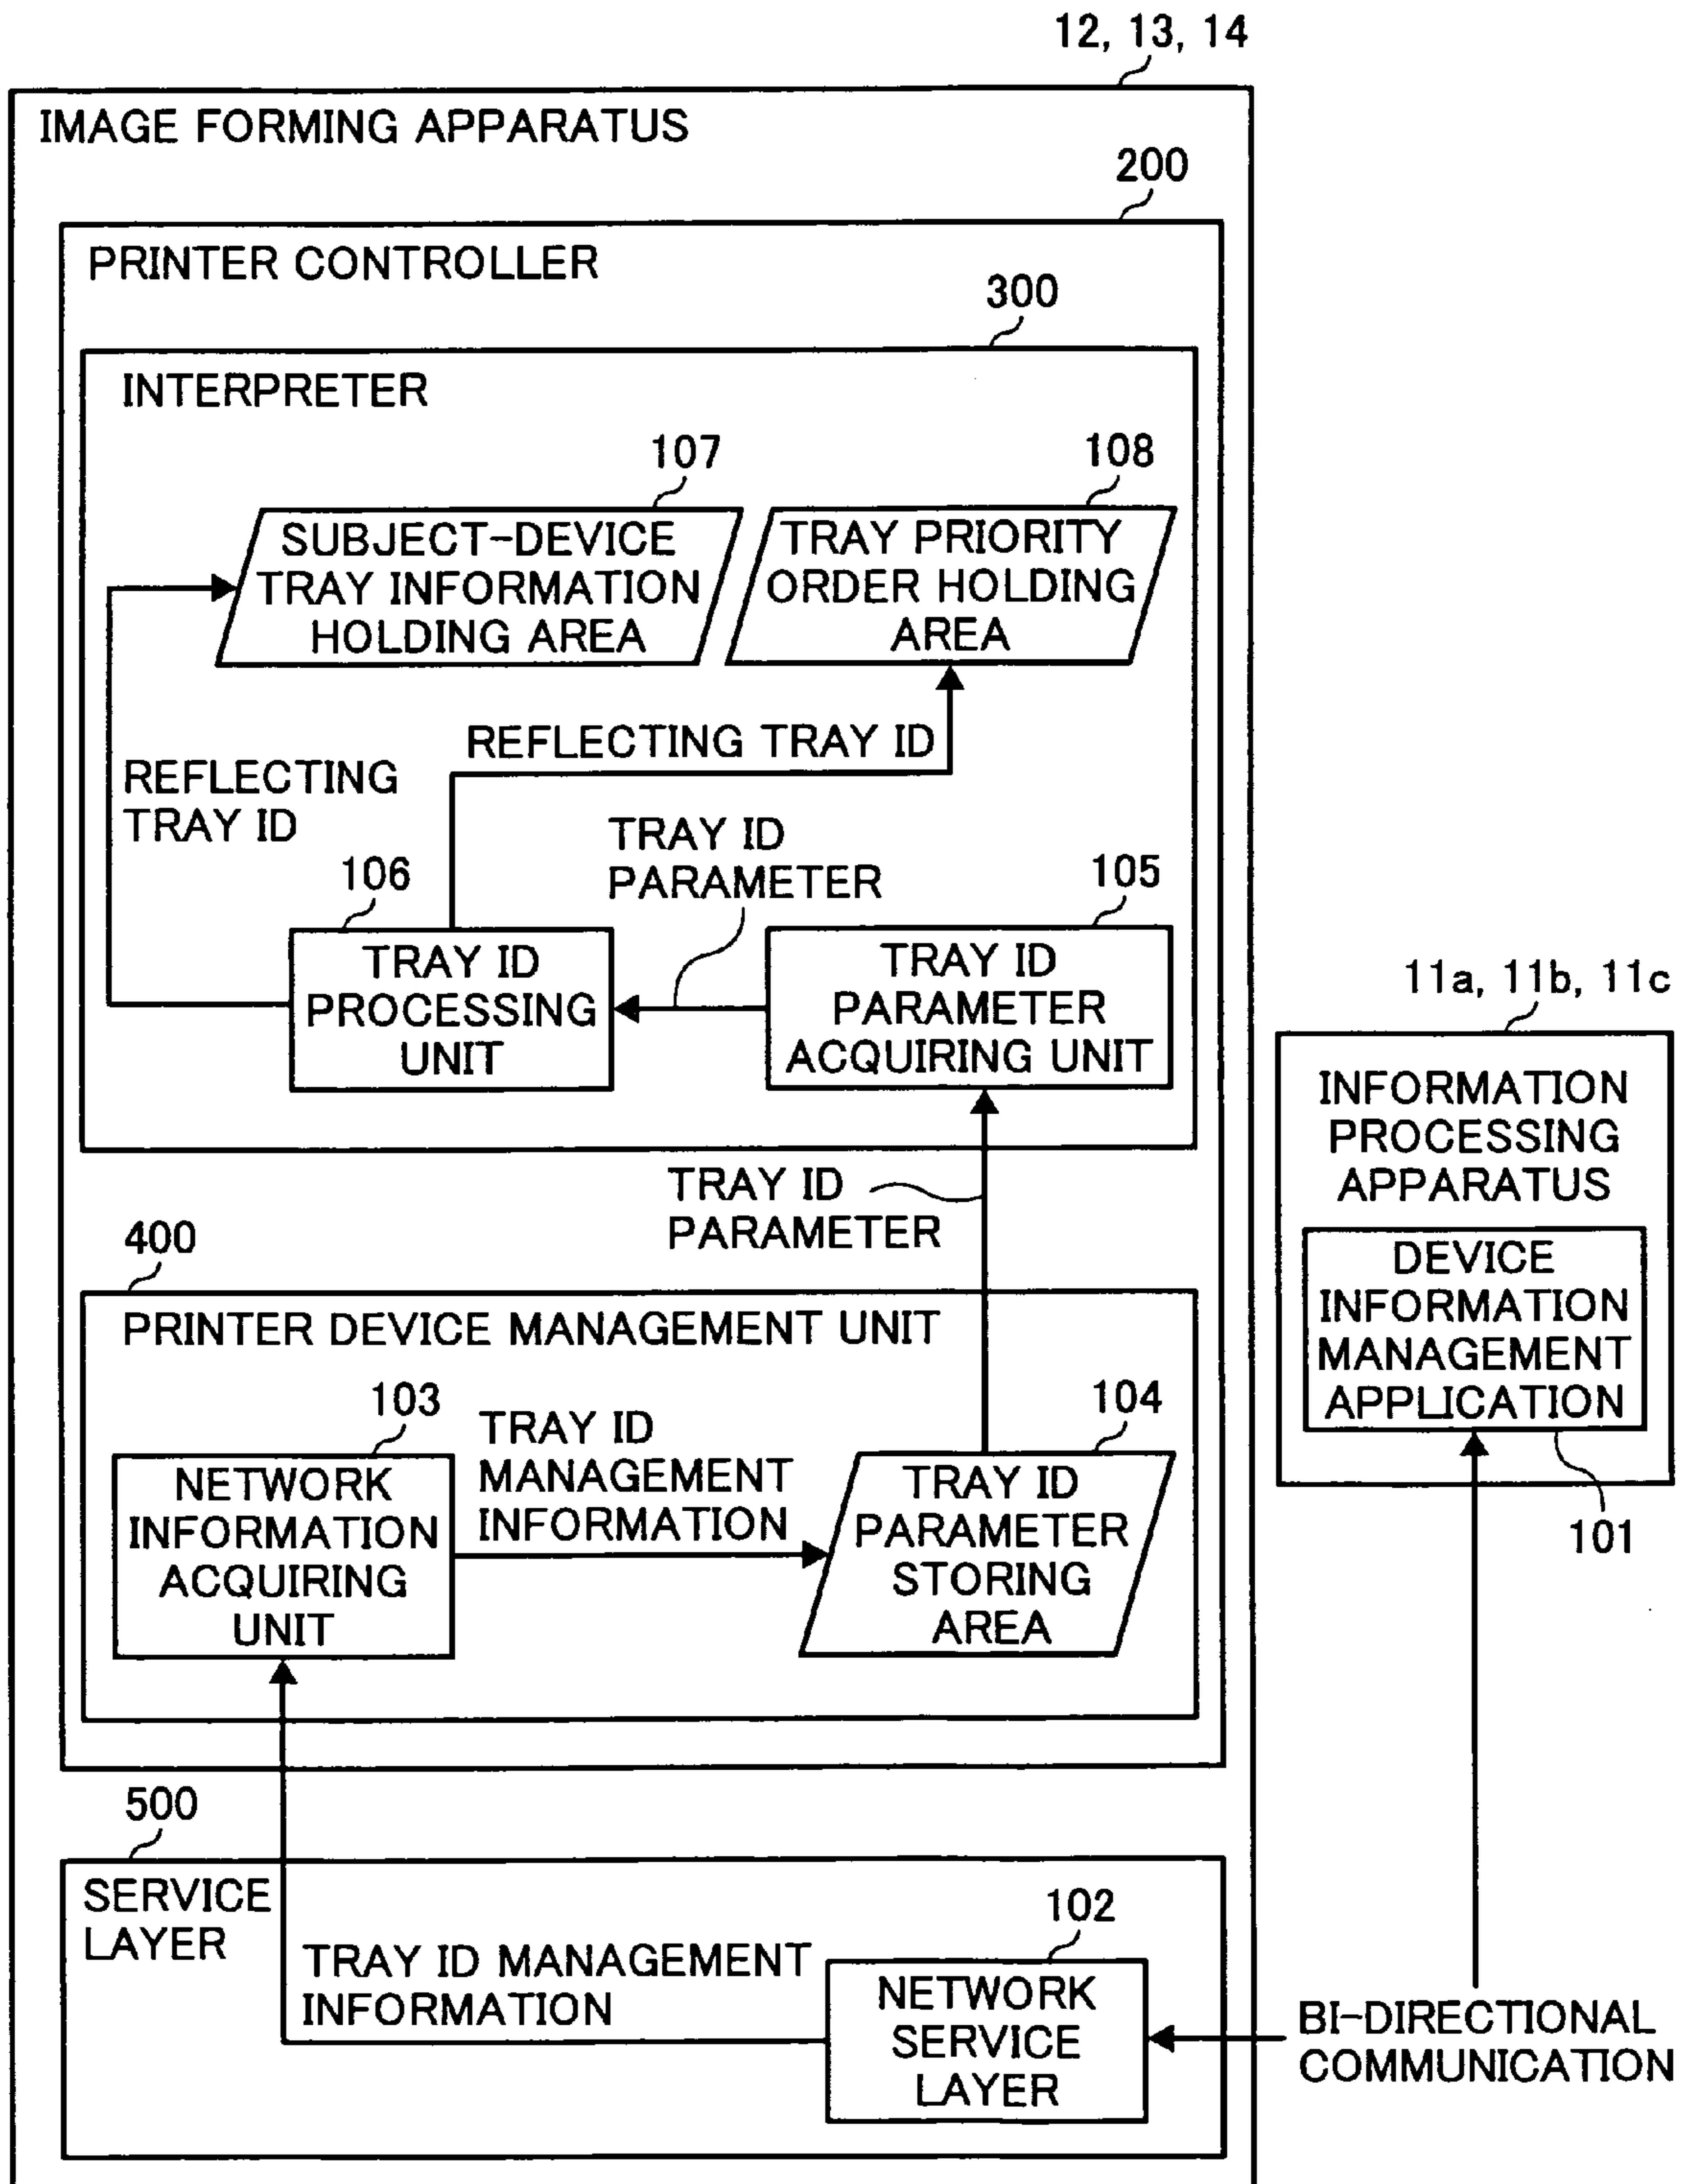 12, 13, 14
IMAGE FORMING APPARATUS
200
PRINTER CONTROLLER
300
INTERPRETER
107
SUBJECT-DEVICE
TRAY INFORMATION
HOLDING AREA
108
TRAY PRIORITY
ORDER HOLDING
AREA
REFLECTING
TRAY ID
REFLECTING TRAY ID
TRAY ID
PARAMETER
106
TRAY ID
PROCESSING
UNIT
105
TRAY ID
PARAMETER
ACQUIRING UNIT
TRAY ID
PARAMETER
11a, 11b, 11c
INFORMATION
PROCESSING
APPARATUS
DEVICE
INFORMATION
MANAGEMENT
APPLICATION
101
400
PRINTER DEVICE MANAGEMENT UNIT
103
NETWORK
INFORMATION
ACQUIRING
UNIT
TRAY ID
MANAGEMENT
INFORMATION
104
TRAY ID
PARAMETER
STORING
AREA
500
SERVICE
LAYER
TRAY ID MANAGEMENT
INFORMATION
102
NETWORK
SERVICE
LAYER
BI-DIRECTIONAL
COMMUNICATION